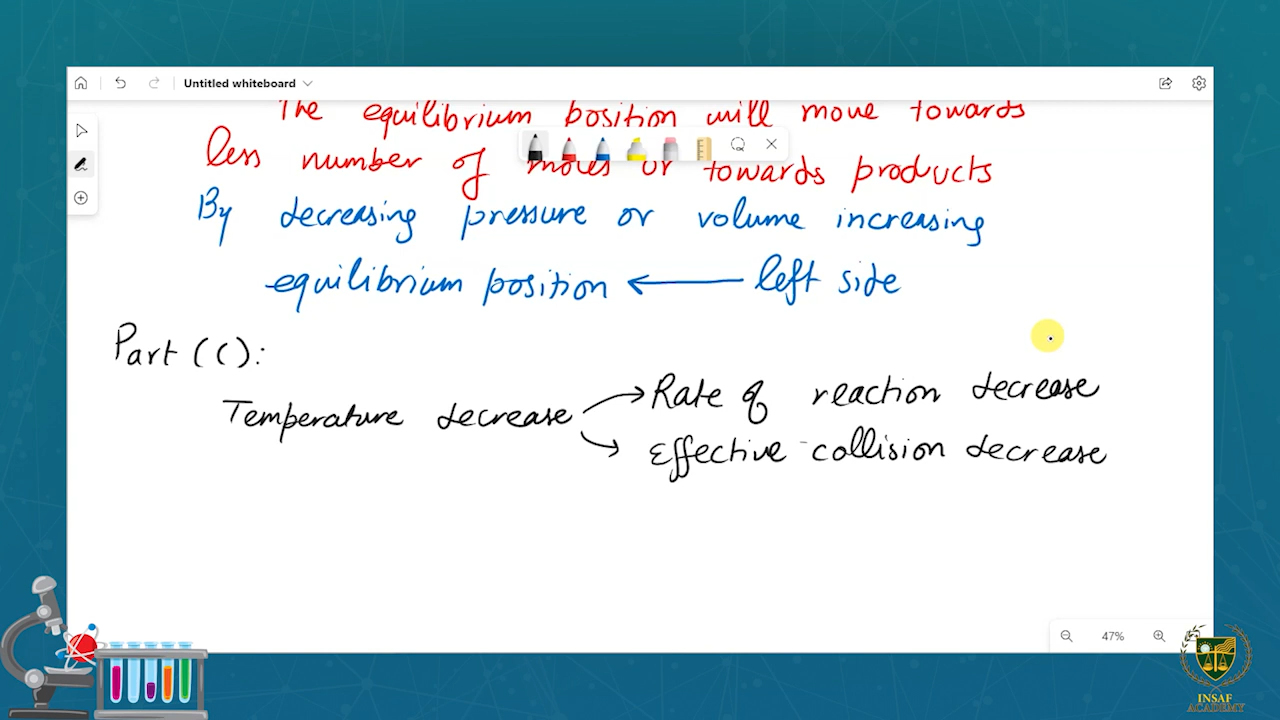 Untitled whiteboard
The equilibrium position will move towards
less number of moles or towards products
By decreasing pressure or volume increasing
equilibrium position ← left side
Part (C):
Temperature decrease → Rate of reaction decrease
→ Effective collision decrease
47%
INSAF
ACADEMY